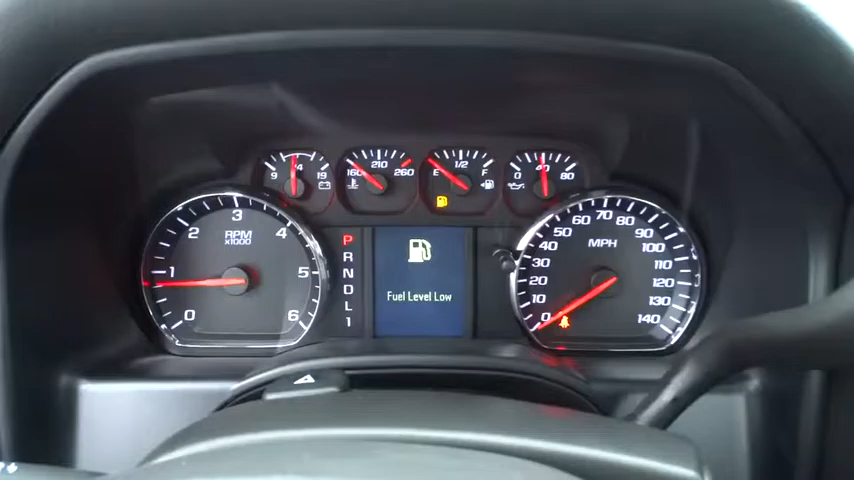 9 14 19
160 210 260
E 1/2 F
0 40 80
0 1 2 3 4 5 6
RPM
X1000
P
R
N
D
L
1
Fuel Level Low
0 10 20 30 40 50 60 70 80 90 100 110 120 130 140
MPH